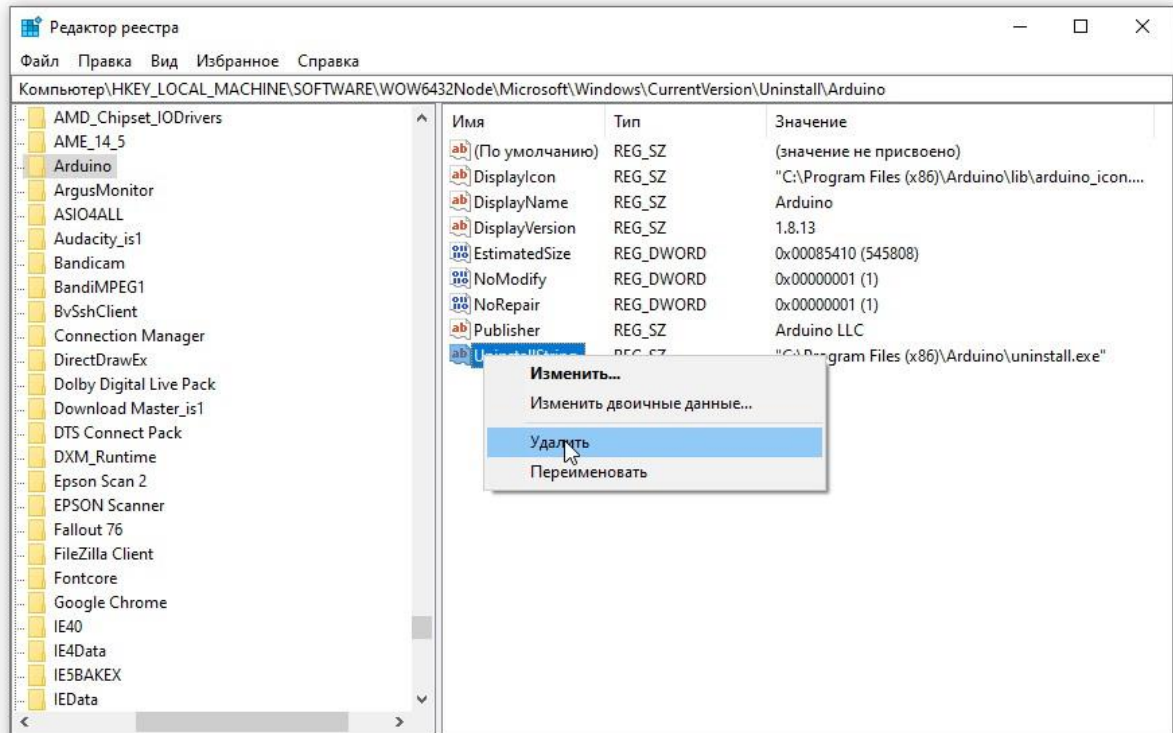 Редактор реестра
Файл Правка Вид Избранное Справка
Компьютер\HKEY_LOCAL_MACHINE\SOFTWARE\WOW6432Node\Microsoft\Windows\CurrentVersion\Uninstall\Arduino
AMD_Chipset_IODrivers
AME_14_5
Arduino
ArgusMonitor
ASIO4ALL
Audacity_is1
Bandicam
BandiMPEG1
BvSshClient
Connection Manager
DirectDrawEx
Dolby Digital Live Pack
Download Master_is1
DTS Connect Pack
DXM_Runtime
Epson Scan 2
EPSON Scanner
Fallout 76
FileZilla Client
Fontcore
Google Chrome
IE40
IE4Data
IE5BAKEX
IEData
Имя Тип Значение
(По умолчанию) REG_SZ (значение не присвоено)
DisplayIcon REG_SZ "C:\Program Files (x86)\Arduino\lib\arduino_icon....
DisplayName REG_SZ Arduino
DisplayVersion REG_SZ 1.8.13
EstimatedSize REG_DWORD 0x00085410 (545808)
NoModify REG_DWORD 0x00000001 (1)
NoRepair REG_DWORD 0x00000001 (1)
Publisher REG_SZ Arduino LLC
UninstallString REG_SZ "C:\Program Files (x86)\Arduino\uninstall.exe"
Изменить...
Изменить двоичные данные...
Удалить
Переименовать